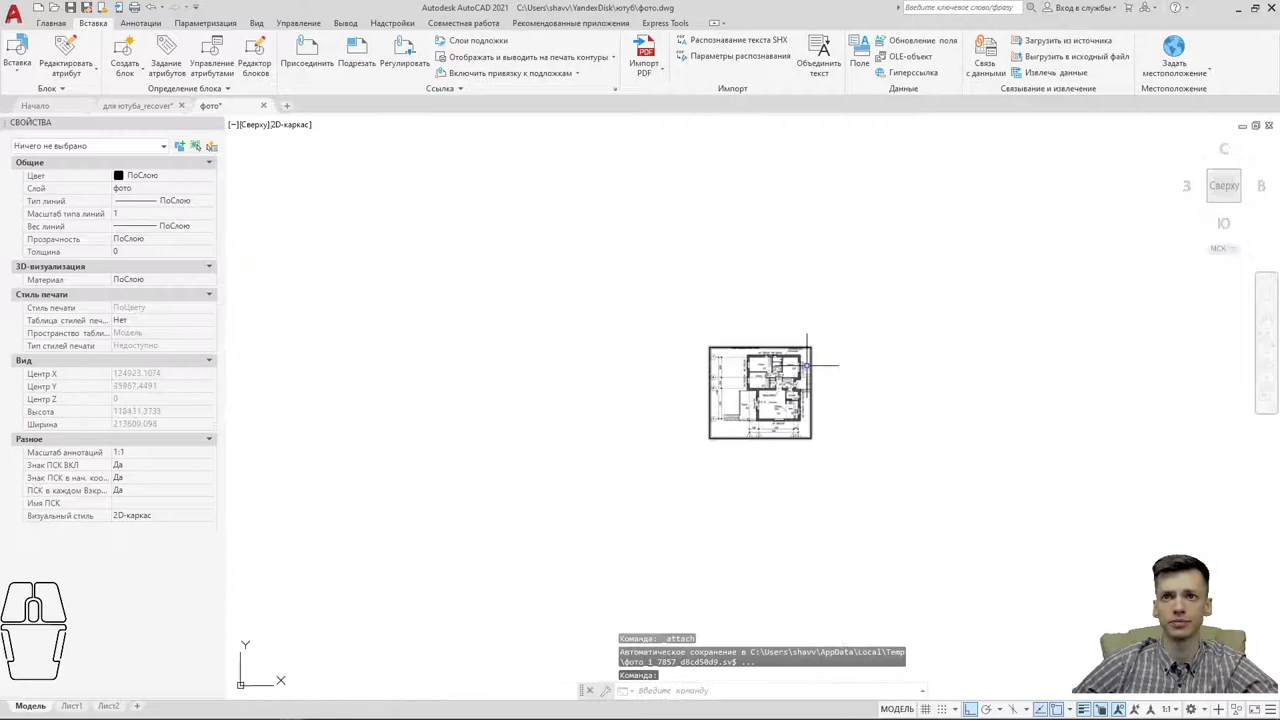 Autodesk AutoCAD 2021 C:\Users\shavv\YandexDisk\ютуб\фото.dwg
Введите ключевое слово/фразу
Вход в службы
Главная Вставка Аннотации Параметризация Вид Управление Вывод Надстройки Совместная работа Рекомендованные приложения Express Tools
Вставка
Редактировать атрибут
Создать блок
Задание атрибутов
Управление атрибутами
Редактор блоков
Присоединить
Подрезать
Регулировать
Слои подложки
Отображать и выводить на печать контуры
Включить привязку к подложкам
Импорт PDF
Распознавание текста SHX
Параметры распознавания
Объединить текст
Поле
Обновление поля
OLE-объект
Гиперссылка
Связь с данными
Загрузить из источника
Выгрузить в исходный файл
Извлечь данные
Задать местоположение
Блок
Определение блока
Ссылка
Импорт
Данные
Связывание и извлечение
Местоположение
Начало для ютуба_recover* фото*
СВОЙСТВА
[−][Сверху]2D-каркас]
Ничего не выбрано
Общие
Цвет ПоСлою
Слой фото
Тип линий ПоСлою
Масштаб типа линий 1
Вес линий ПоСлою
Прозрачность ПоСлою
Толщина 0
3D-визуализация
Материал ПоСлою
Стиль печати
Стиль печати ПоЦвету
Таблица стилей печ... Нет
Пространство табли... Модель
Тип стилей печати Недоступно
Вид
Центр X 124923.1074
Центр Y 35967.4491
Центр Z 0
Высота 118431.3733
Ширина 213609.098
Разное
Масштаб аннотаций 1:1
Знак ПСК ВКЛ Да
Знак ПСК в нач. коо... Да
ПСК в каждом Вэкр... Да
Имя ПСК
Визуальный стиль 2D-каркас
С
З Сверху В
Ю
МСК
Y
X
Команда: _attach
Автоматическое сохранение в C:\Users\shavv\AppData\Local\Temp
\фото_1_7857_d8cd50d9.sv$ ...
Команда:
Введите команду
Модель Лист1 Лист2 +
МОДЕЛЬ 1:1